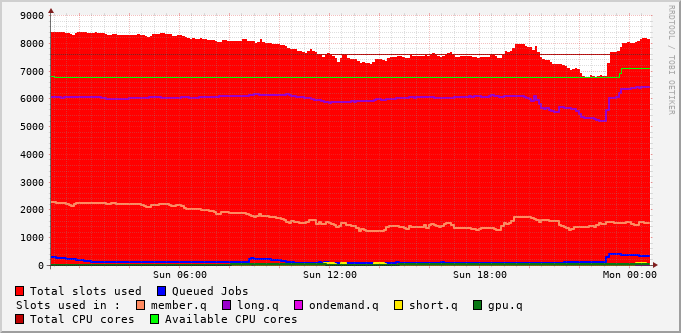 9000
8000
7000
6000
5000
4000
3000
2000
1000
0
Sun 06:00 Sun 12:00 Sun 18:00 Mon 00:00
RRDTOOL / TOBI OETIKER
Total slots used Queued Jobs
Slots used in : member.q long.q ondemand.q short.q gpu.q
Total CPU cores Available CPU cores